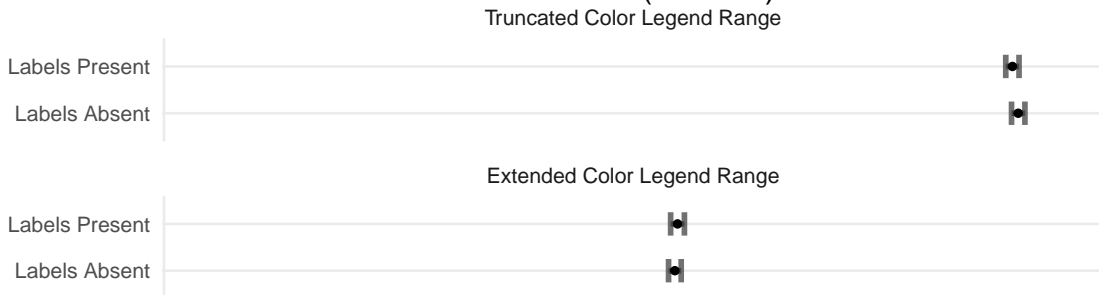 Truncated Color Legend Range
Labels Present
Labels Absent
Extended Color Legend Range
Labels Present
Labels Absent